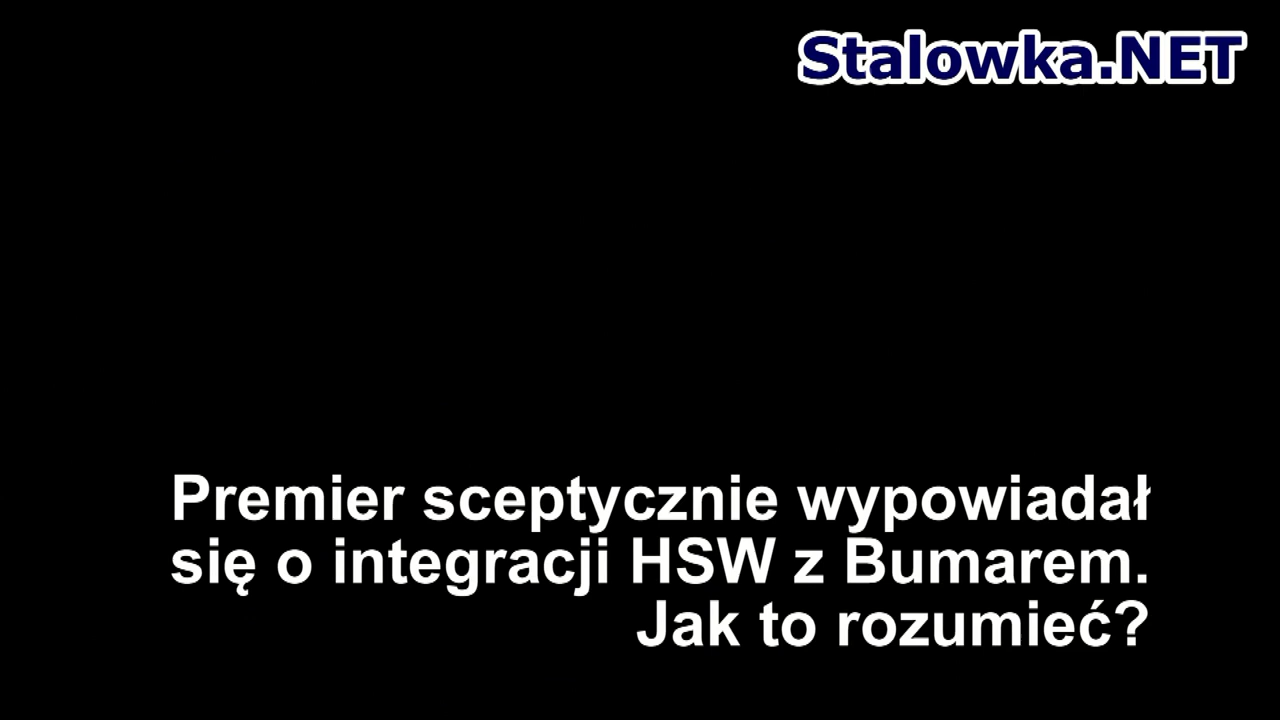 Stalowka.NET
Premier sceptycznie wypowiadał
się o integracji HSW z Bumarem.
Jak to rozumieć?